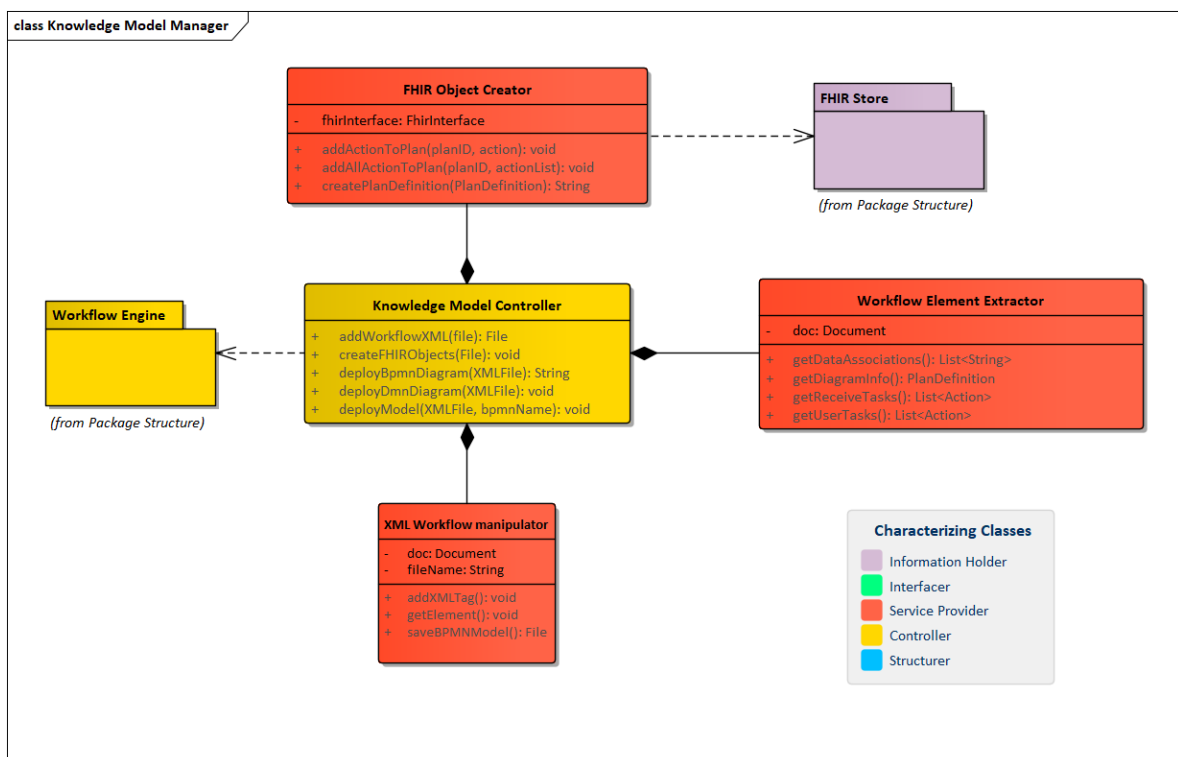 class Knowledge Model Manager
FHIR Object Creator
- fhirInterface: FhirInterface
+ addActionToPlan(planID, action): void
+ addAllActionToPlan(planID, actionList): void
+ createPlanDefinition(PlanDefinition): String
FHIR Store
(from Package Structure)
Workflow Engine
(from Package Structure)
Knowledge Model Controller
+ addWorkflowXML(file): File
+ createFHIRObjects(File): void
+ deployBpmnDiagram(XMLFile): String
+ deployDmnDiagram(XMLFile): void
+ deployModel(XMLFile, bpmnName): void
Workflow Element Extractor
- doc: Document
+ getDataAssociations(): List<String>
+ getDiagramInfo(): PlanDefinition
+ getReceiveTasks(): List<Action>
+ getUserTasks(): List<Action>
XML Workflow manipulator
- doc: Document
- fileName: String
+ addXMLTag(): void
+ getElement(): void
+ saveBPMNModel(): File
Characterizing Classes
Information Holder
Interfacer
Service Provider
Controller
Structurer